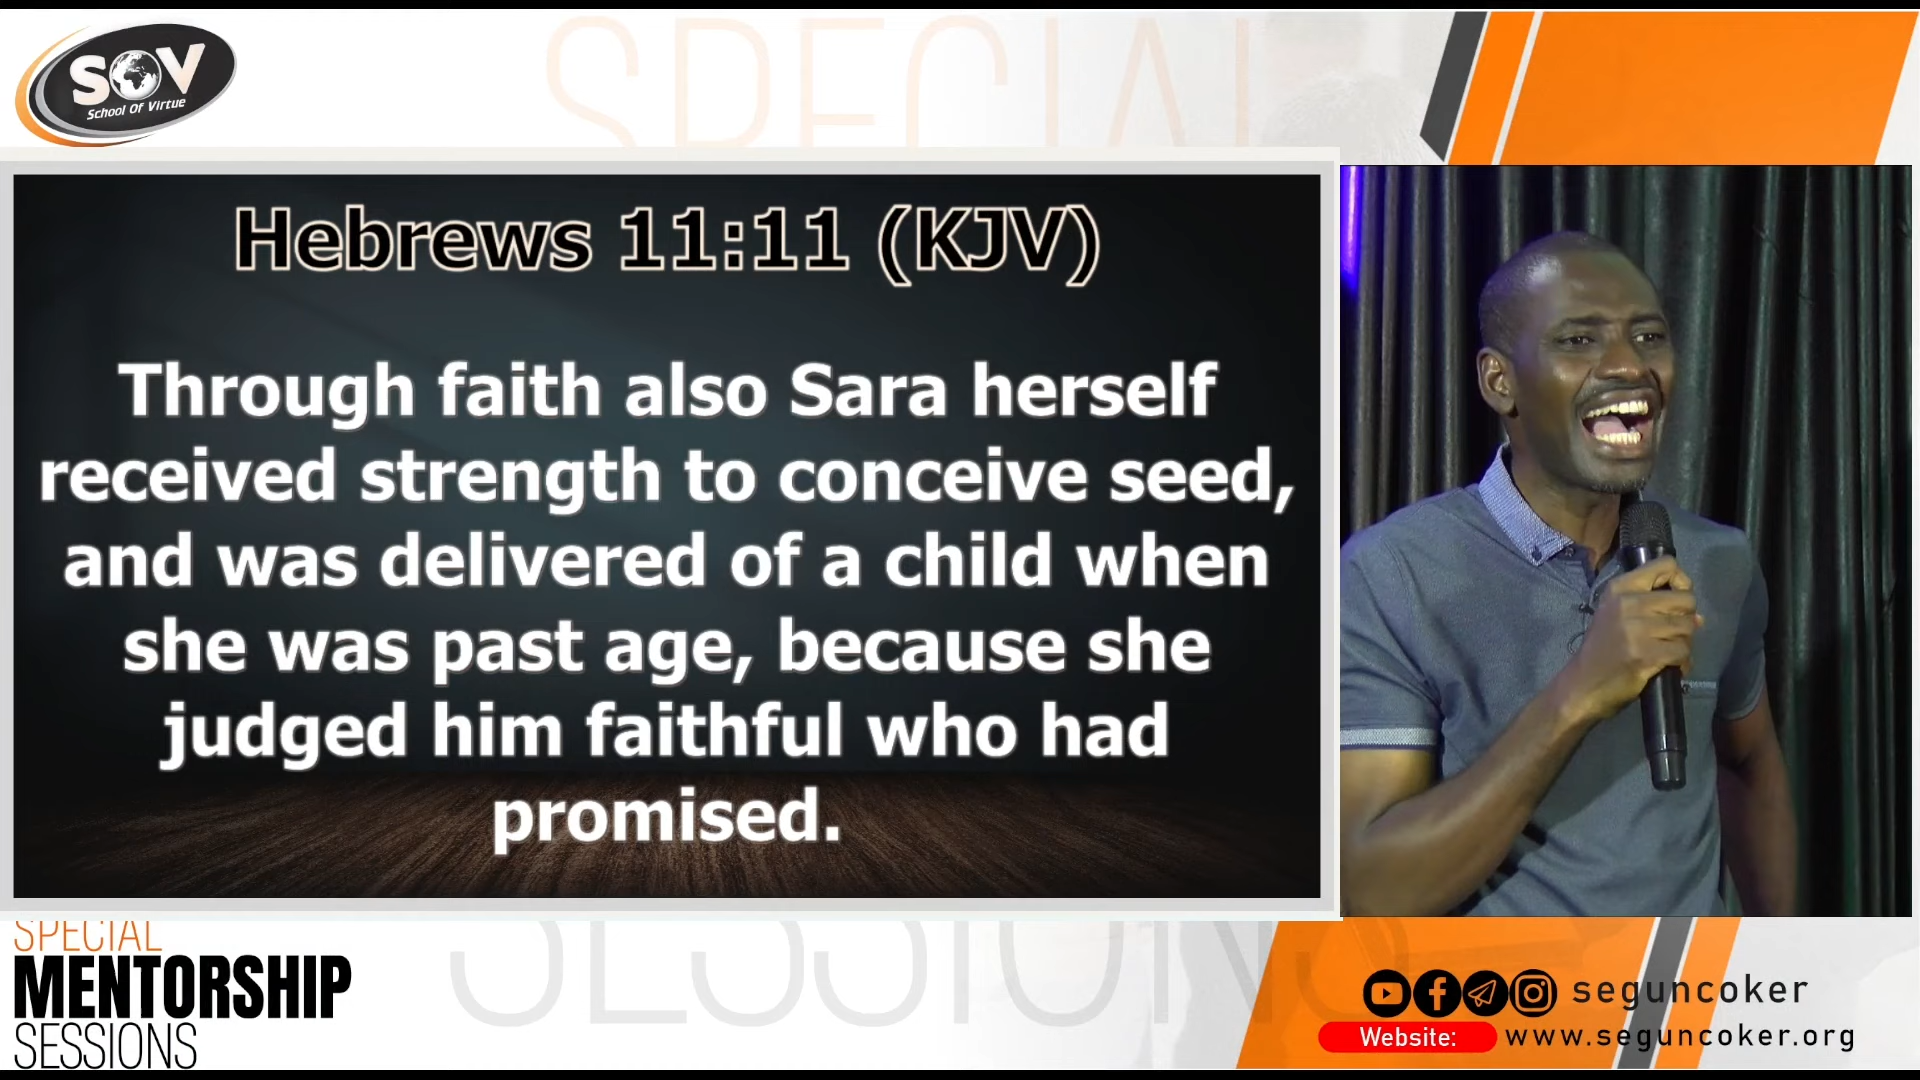 SPECIAL
SOV
School Of Virtue
Hebrews 11:11 (KJV)
Through faith also Sara herself
received strength to conceive seed,
and was delivered of a child when
she was past age, because she
judged him faithful who had
promised.
SPECIAL
MENTORSHIP
SESSIONS
SESSIONS
seguncoker
Website: www.seguncoker.org